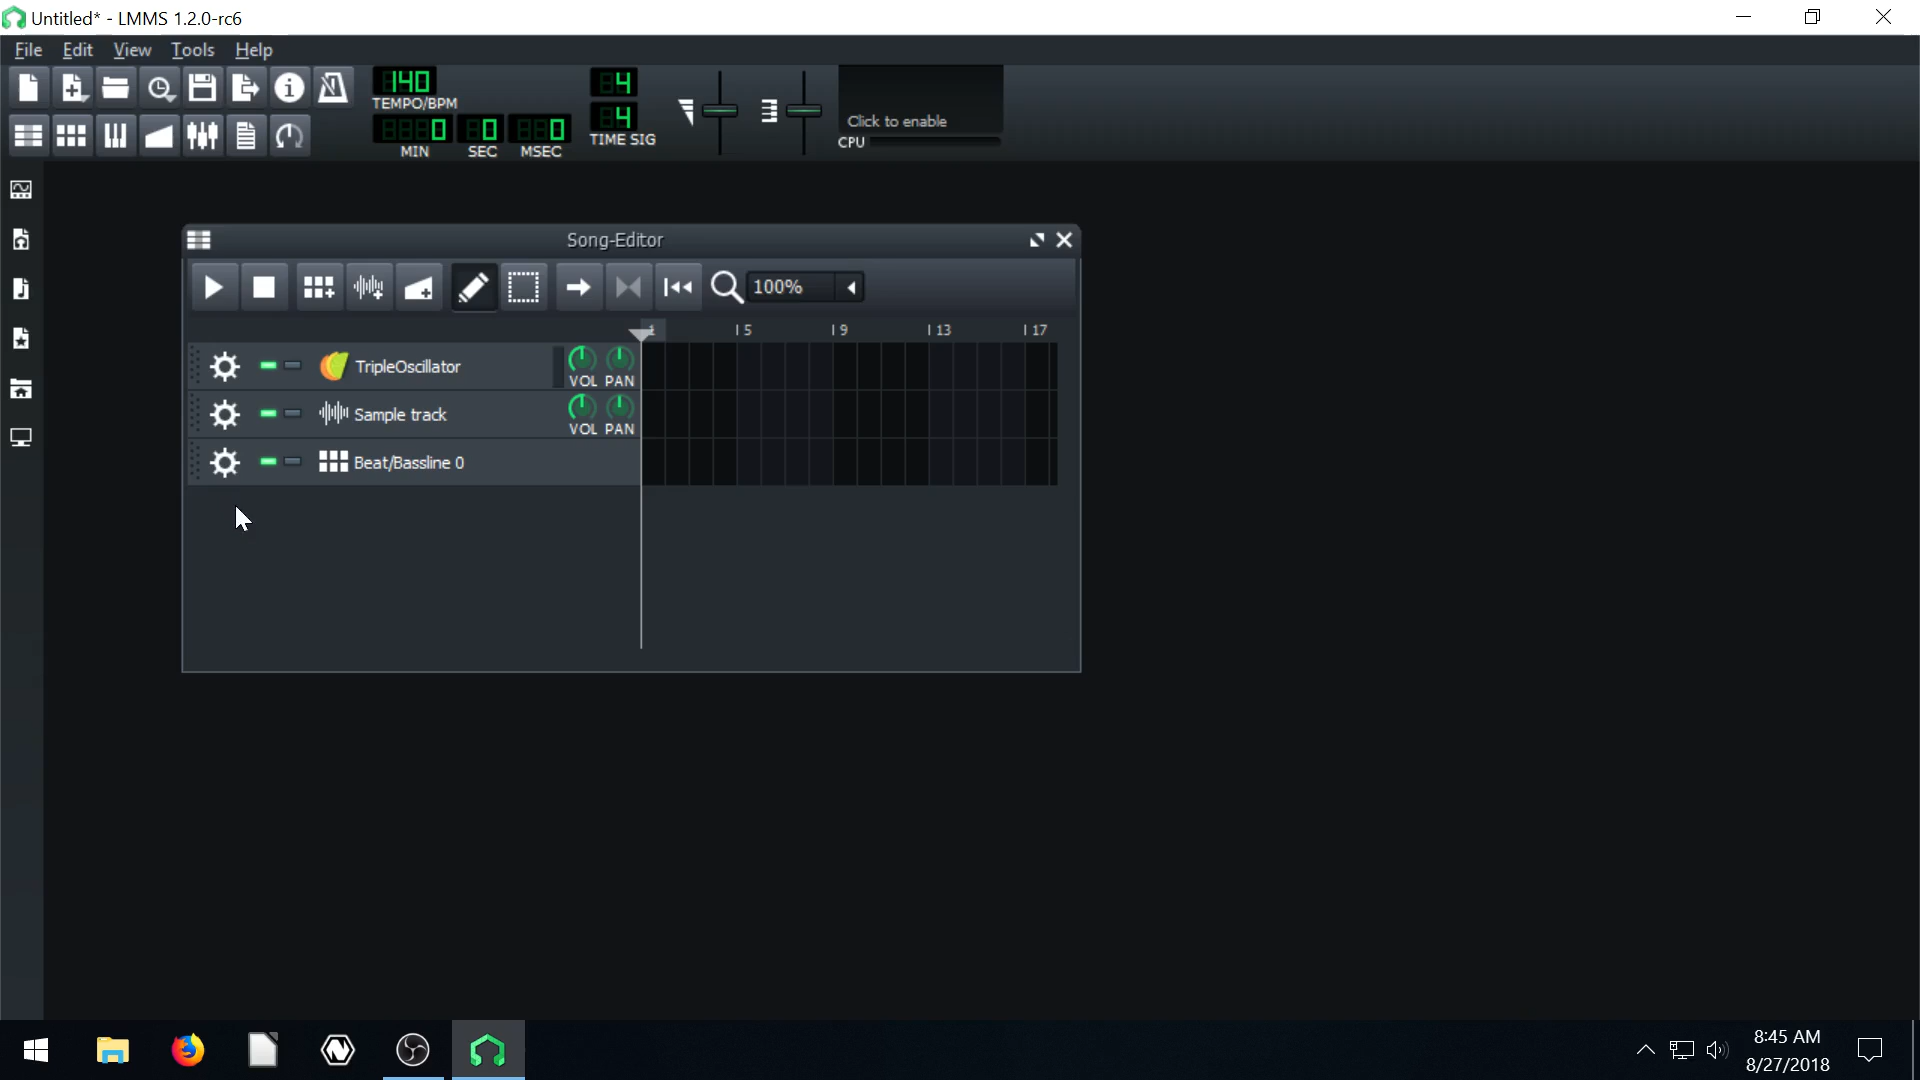 Untitled* - LMMS 1.2.0-rc6
File Edit View Tools Help
140
TEMPO/BPM
0 0 0
MIN SEC MSEC
4
4
TIME SIG
Click to enable
CPU
Song-Editor
100%
1 5 9 13 17
TripleOscillator
VOL PAN
Sample track
VOL PAN
Beat/Bassline 0
8:45 AM
8/27/2018